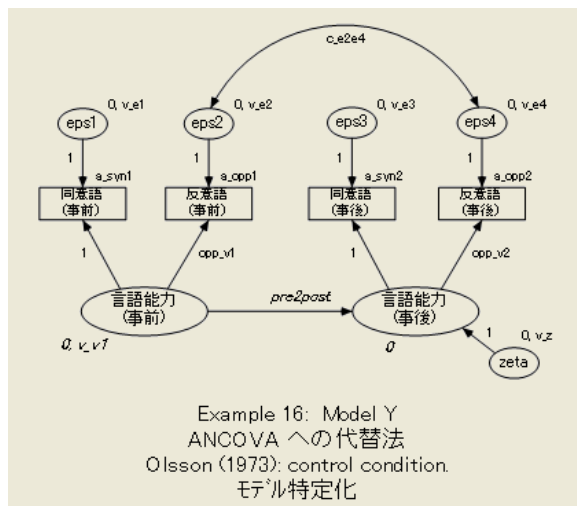 c_e2e4
0, v_e1
0, v_e2
0, v_e3
0, v_e4
eps1
eps2
eps3
eps4
1
1
1
1
a_syn1
a_opp1
a_syn2
a_opp2
同意語
(事前)
反意語
(事前)
同意語
(事後)
反意語
(事後)
1
opp_v1
1
opp_v2
言語能力
(事前)
pre2post
言語能力
(事後)
0, v_v1
0
1
0, v_z
zeta
Example 16: Model Y
ANCOVA への代替法
Olsson (1973): control condition.
モデル特定化